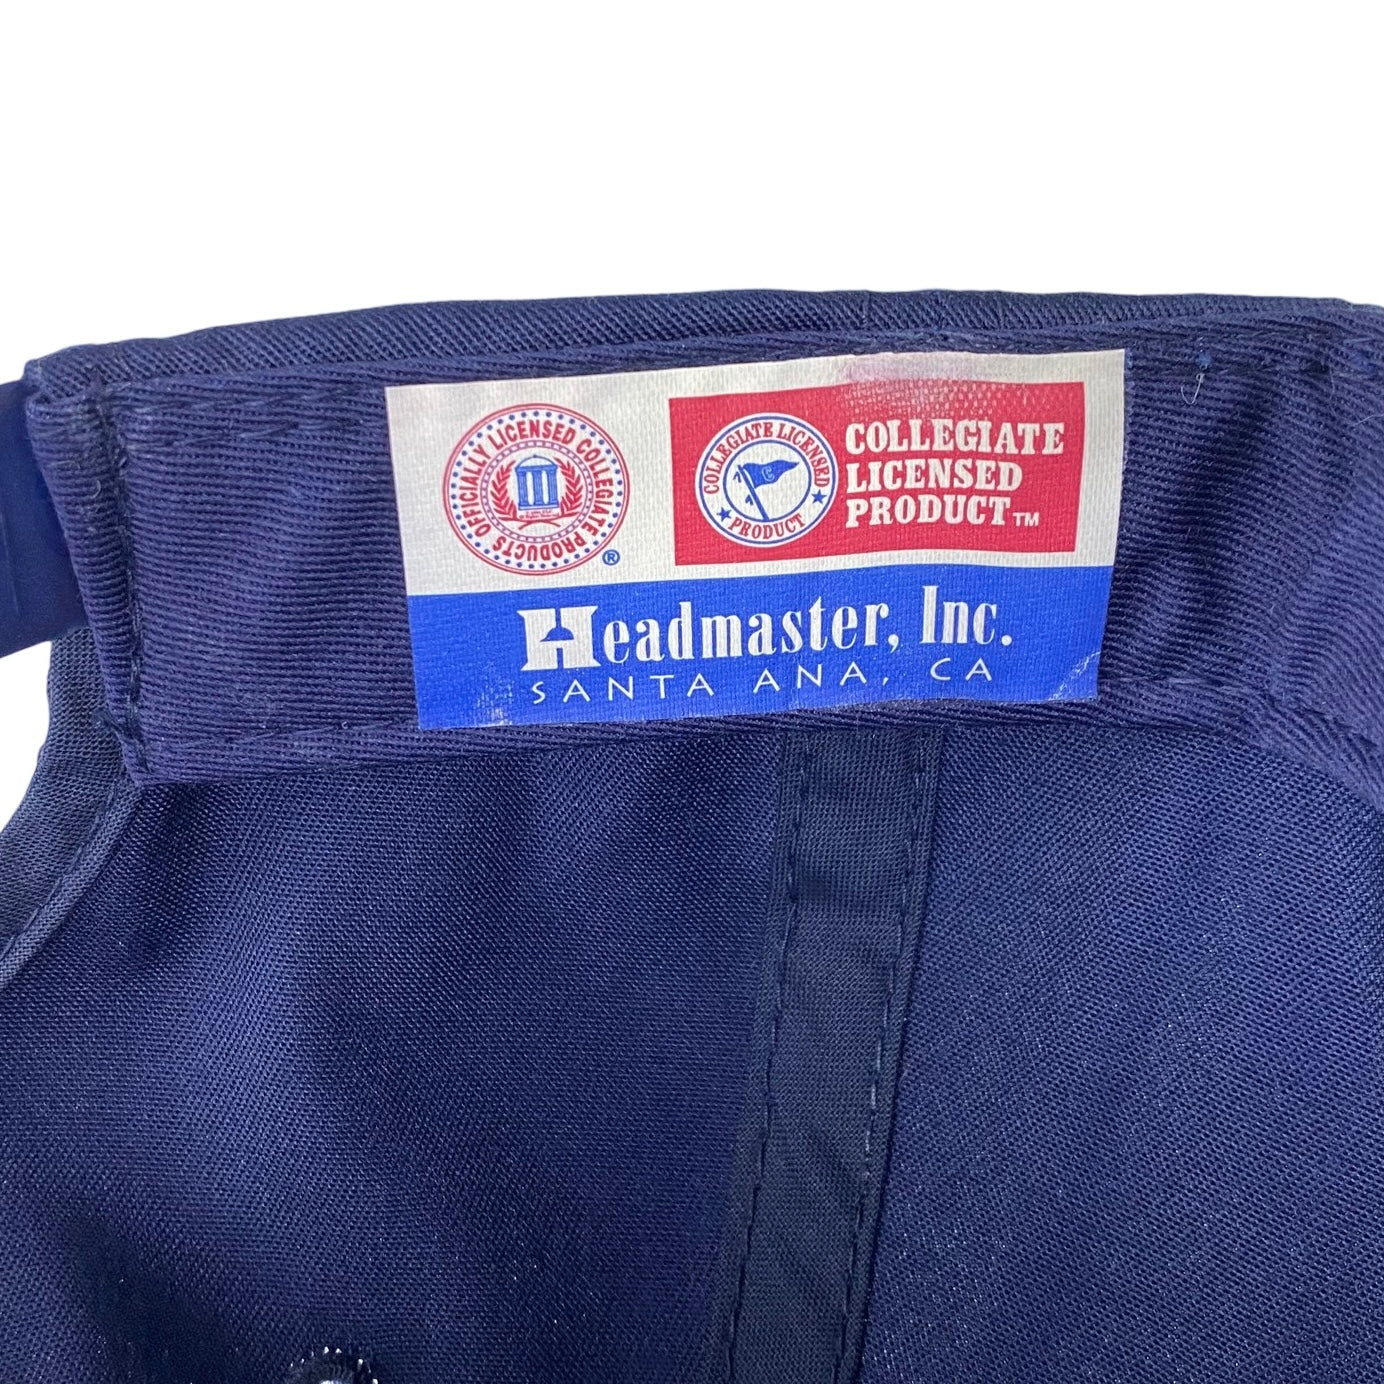 OFFICIALLY LICENSED COLLEGIATE PRODUCTS
®
COLLEGIATE LICENSED
PRODUCT
C
COLLEGIATE
LICENSED
PRODUCT™
Headmaster, Inc.
SANTA ANA, CA